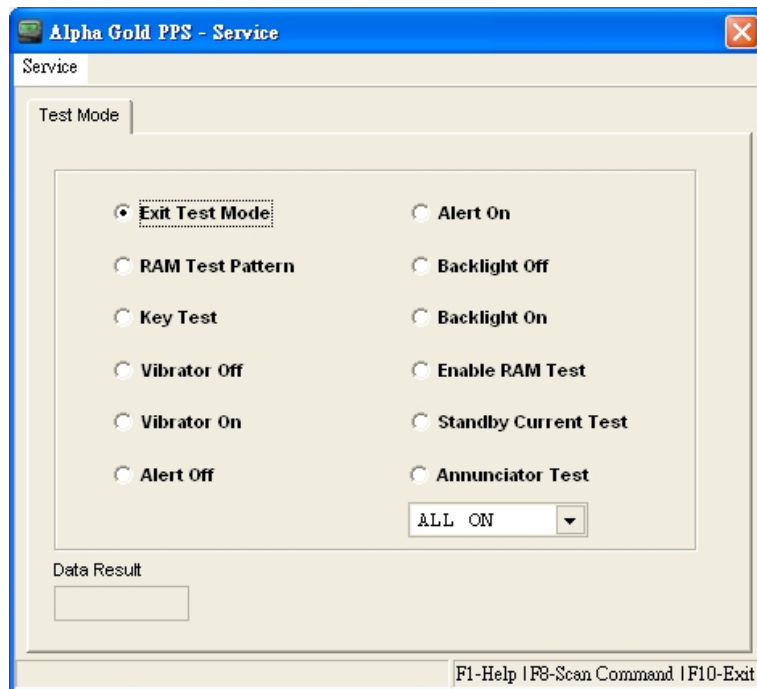 Alpha Gold PPS - Service
Service
Test Mode
Exit Test Mode
RAM Test Pattern
Key Test
Vibrator Off
Vibrator On
Alert Off
Alert On
Backlight Off
Backlight On
Enable RAM Test
Standby Current Test
Annunciator Test
ALL ON
Data Result
F1-Help | F8-Scan Command | F10-Exit